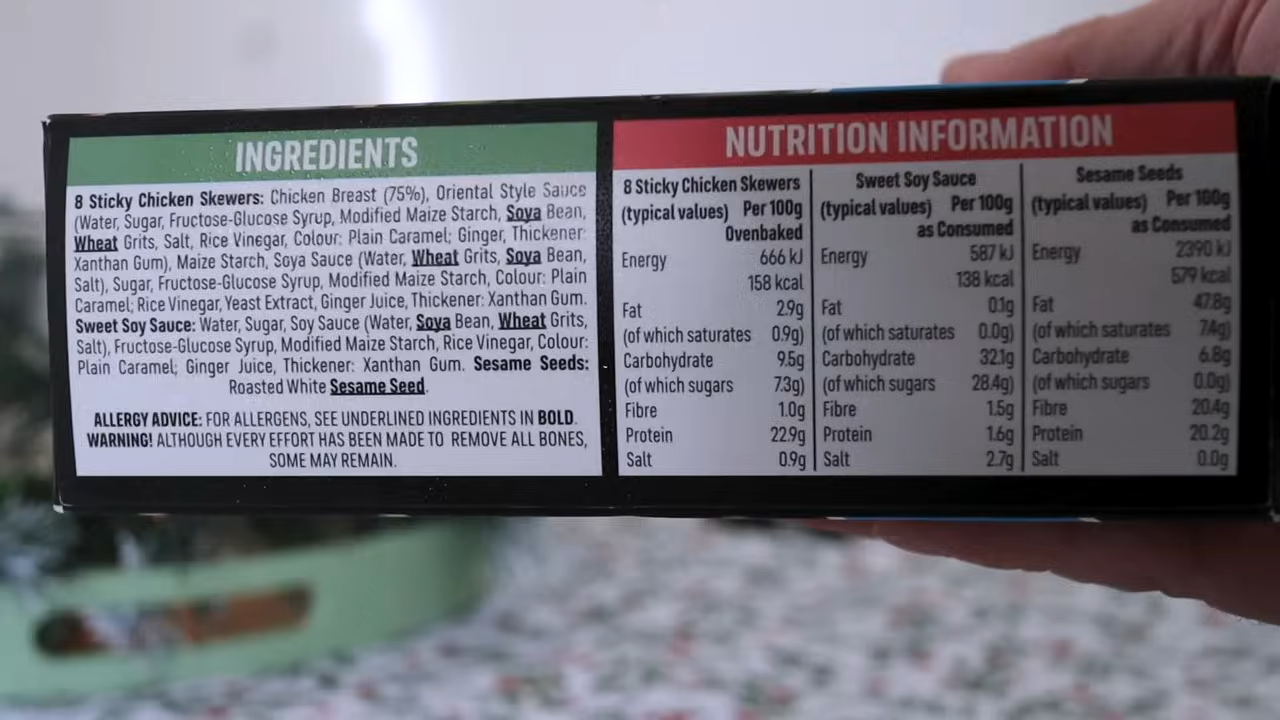 INGREDIENTS
8 Sticky Chicken Skewers: Chicken Breast (75%), Oriental Style Sauce
(Water, Sugar, Fructose-Glucose Syrup, Modified Maize Starch, Soya Bean,
Wheat Grits, Salt, Rice Vinegar, Colour: Plain Caramel; Ginger, Thickener:
Xanthan Gum), Maize Starch, Soya Sauce (Water, Wheat Grits, Soya Bean,
Salt), Sugar, Fructose-Glucose Syrup, Modified Maize Starch, Colour: Plain
Caramel; Rice Vinegar, Yeast Extract, Ginger Juice, Thickener: Xanthan Gum.
Sweet Soy Sauce: Water, Sugar, Soy Sauce (Water, Soya Bean, Wheat Grits,
Salt), Fructose-Glucose Syrup, Modified Maize Starch, Rice Vinegar, Colour:
Plain Caramel; Ginger Juice, Thickener: Xanthan Gum. Sesame Seeds:
Roasted White Sesame Seed.
ALLERGY ADVICE: FOR ALLERGENS, SEE UNDERLINED INGREDIENTS IN BOLD.
WARNING! ALTHOUGH EVERY EFFORT HAS BEEN MADE TO REMOVE ALL BONES,
SOME MAY REMAIN.
NUTRITION INFORMATION
8 Sticky Chicken Skewers
(typical values) Per 100g
Ovenbaked
Energy 666 kJ
158 kcal
Fat 2.9g
(of which saturates 0.9g)
Carbohydrate 9.5g
(of which sugars 7.3g)
Fibre 1.0g
Protein 22.9g
Salt 0.9g
Sweet Soy Sauce
(typical values) Per 100g
as Consumed
Energy 587 kJ
138 kcal
Fat 0.1g
(of which saturates 0.0g)
Carbohydrate 32.1g
(of which sugars 28.4g)
Fibre 1.5g
Protein 1.6g
Salt 2.7g
Sesame Seeds
(typical values) Per 100g
as Consumed
Energy 2390 kJ
579 kcal
Fat 47.8g
(of which saturates 7.4g)
Carbohydrate 6.8g
(of which sugars 0.0g)
Fibre 20.4g
Protein 20.2g
Salt 0.0g